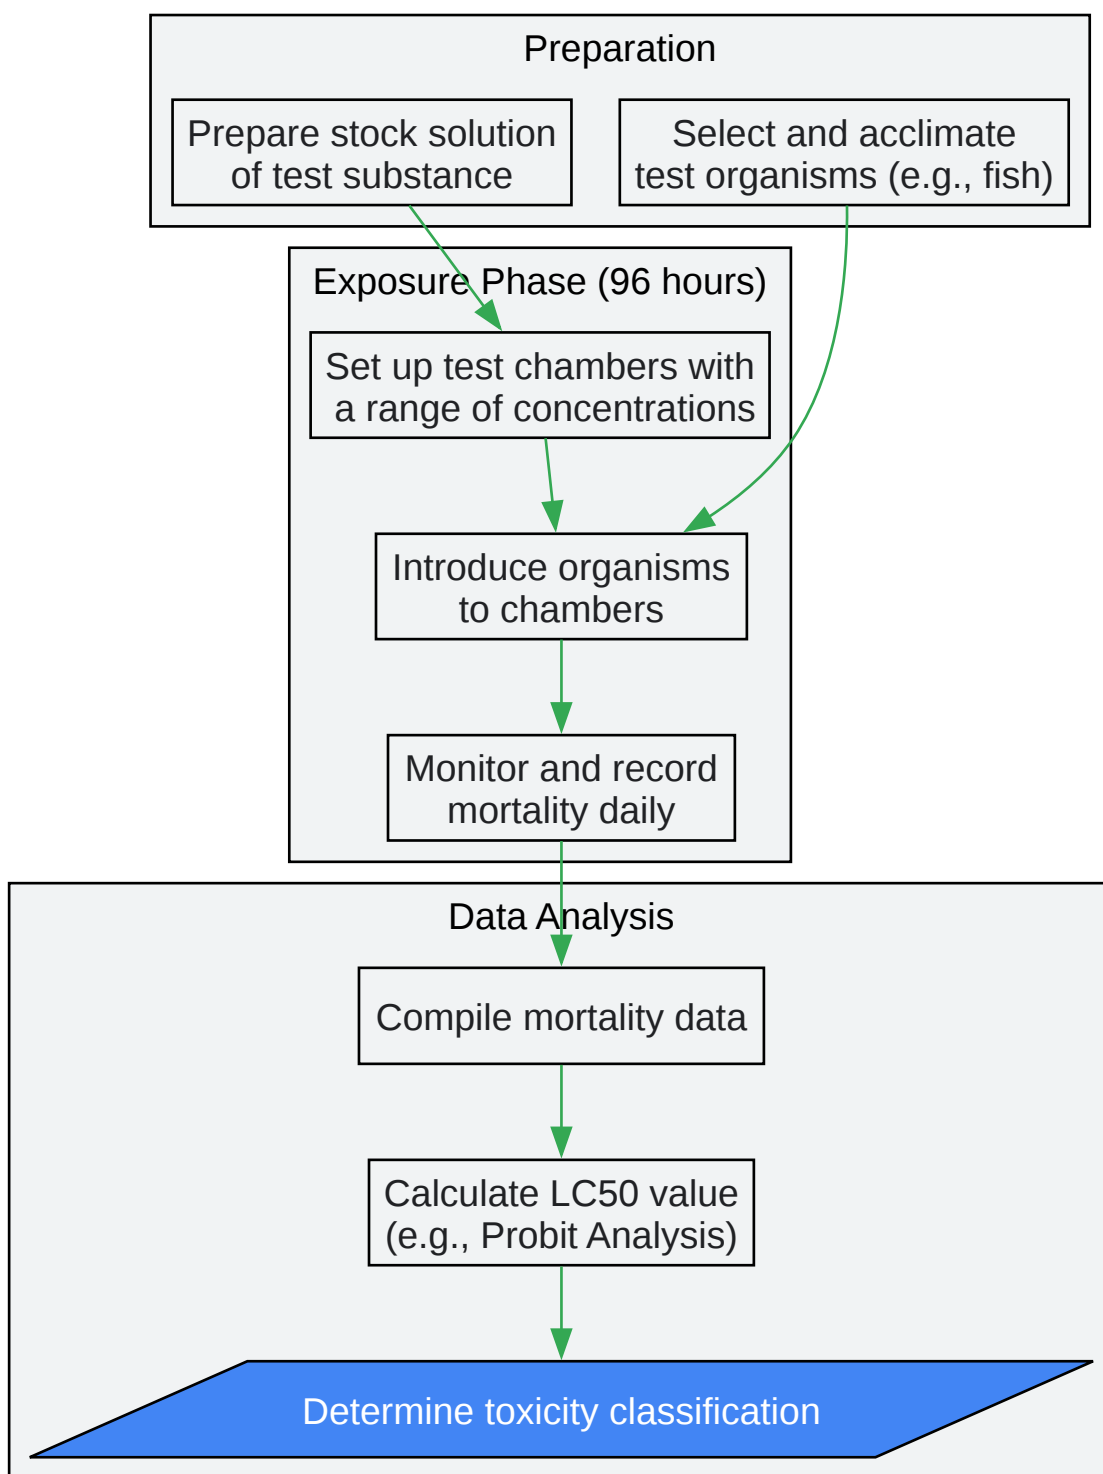 Preparation
Prepare stock solution
of test substance
Select and acclimate
test organisms (e.g., fish)
Exposure Phase (96 hours)
Set up test chambers with
a range of concentrations
Introduce organisms
to chambers
Monitor and record
mortality daily
Data Analysis
Compile mortality data
Calculate LC50 value
(e.g., Probit Analysis)
Determine toxicity classification